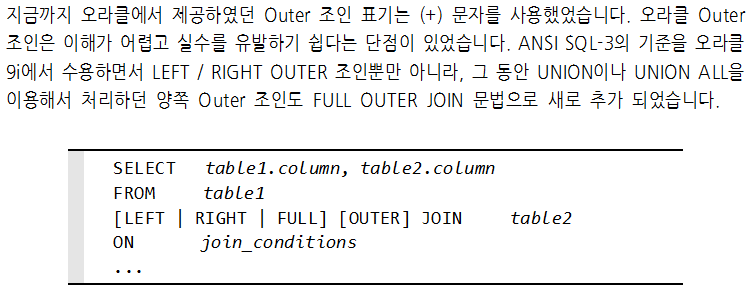 지금까지 오라클에서 제공하였던 Outer 조인 표기는 (+) 문자를 사용했었습니다. 오라클 Outer
조인은 이해가 어렵고 실수를 유발하기 쉽다는 단점이 있었습니다. ANSI SQL-3의 기준을 오라클
9i에서 수용하면서 LEFT / RIGHT OUTER 조인뿐만 아니라, 그 동안 UNION이나 UNION ALL을
이용해서 처리하던 양쪽 Outer 조인도 FULL OUTER JOIN 문법으로 새로 추가 되었습니다.
SELECT table1.column, table2.column
FROM table1
[LEFT | RIGHT | FULL] [OUTER] JOIN table2
ON join_conditions
...